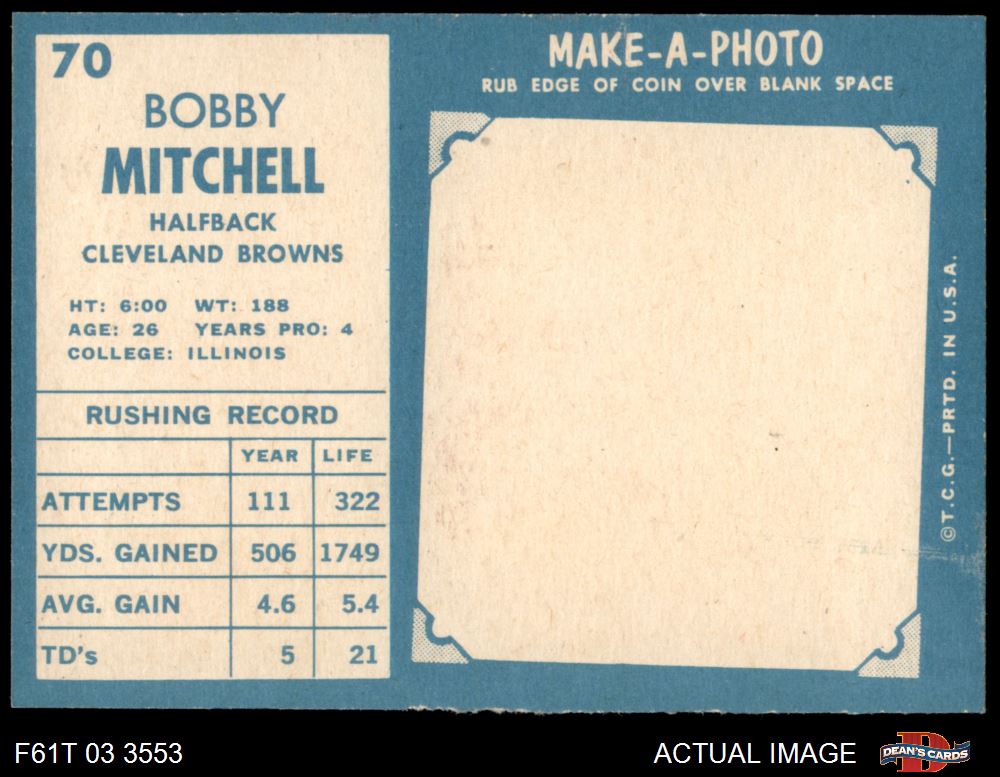 70
BOBBY
MITCHELL
HALFBACK
CLEVELAND BROWNS
HT: 6:00 WT: 188
AGE: 26 YEARS PRO: 4
COLLEGE: ILLINOIS
RUSHING RECORD
YEAR LIFE
ATTEMPTS 111 322
YDS. GAINED 506 1749
AVG. GAIN 4.6 5.4
TD's 5 21
MAKE-A-PHOTO
RUB EDGE OF COIN OVER BLANK SPACE
©T.C.G.—PRTD. IN U.S.A.
F61T 03 3553
ACTUAL IMAGE
D
DEAN'S CARDS